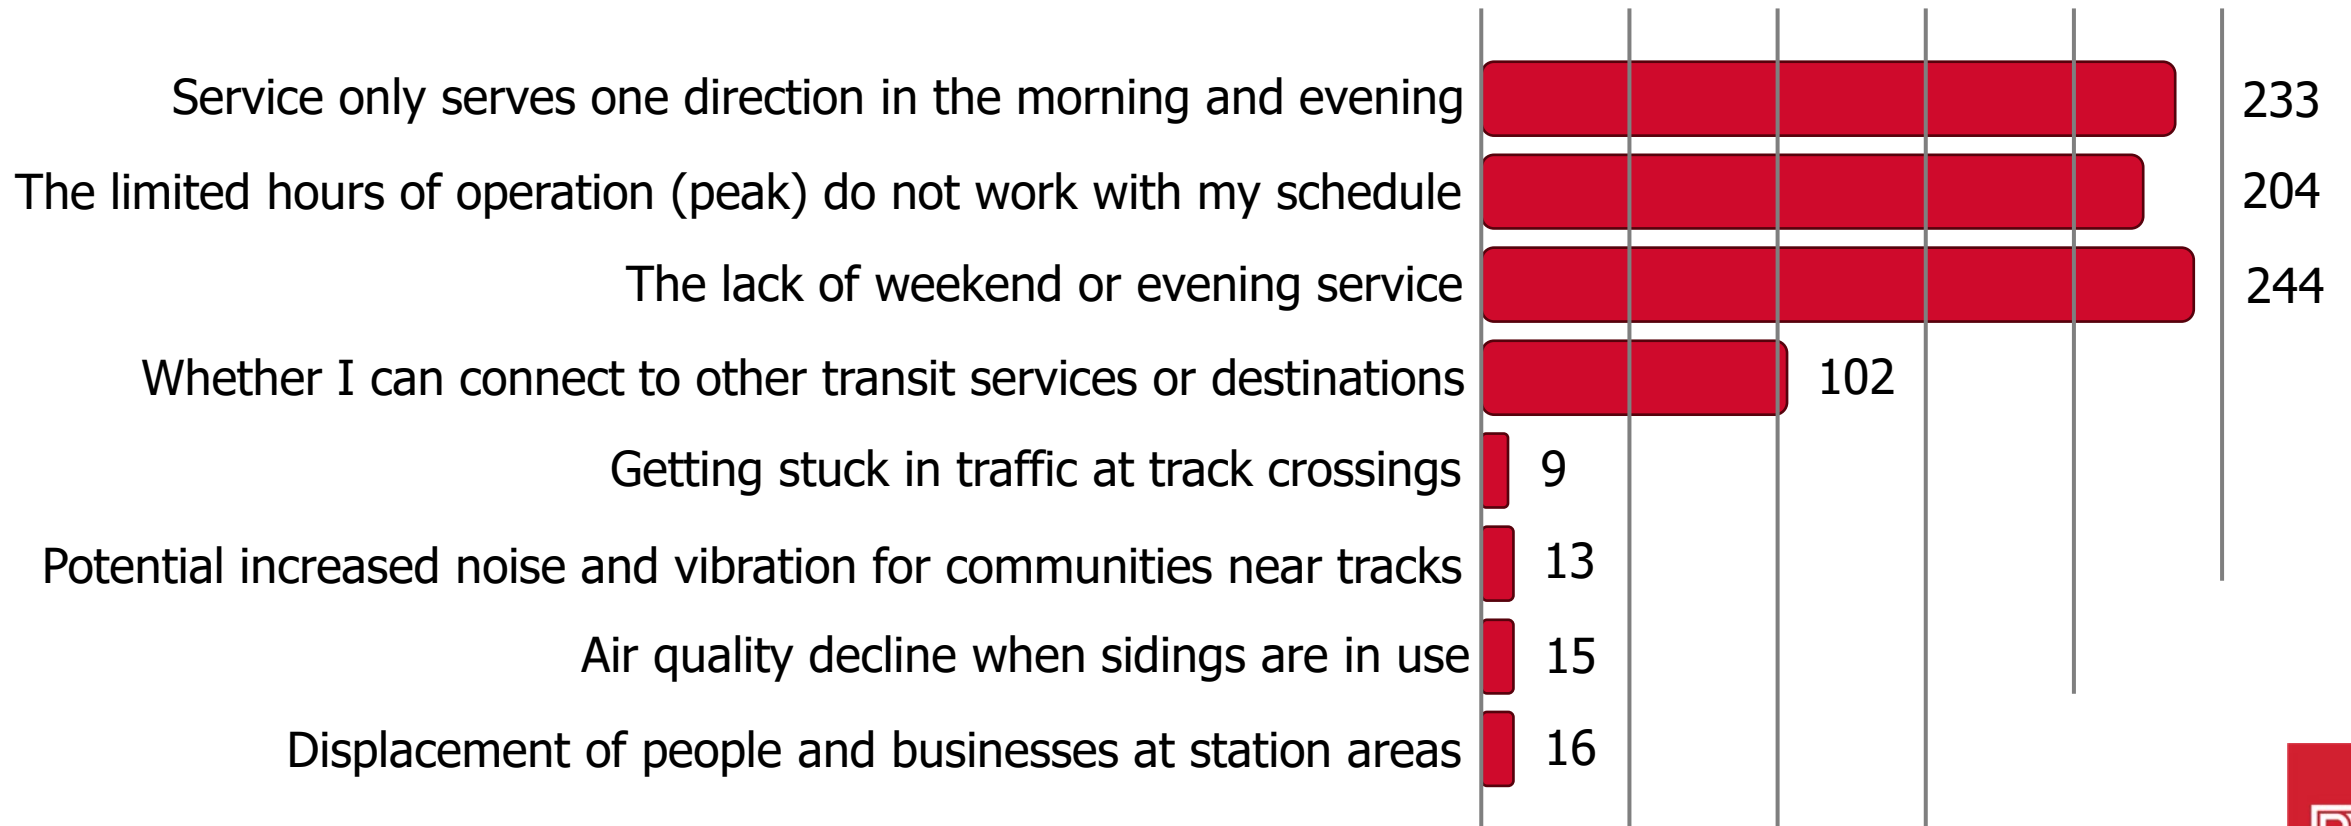 Service only serves one direction in the morning and evening 233
The limited hours of operation (peak) do not work with my schedule 204
The lack of weekend or evening service 244
Whether I can connect to other transit services or destinations 102
Getting stuck in traffic at track crossings 9
Potential increased noise and vibration for communities near tracks 13
Air quality decline when sidings are in use 15
Displacement of people and businesses at station areas 16